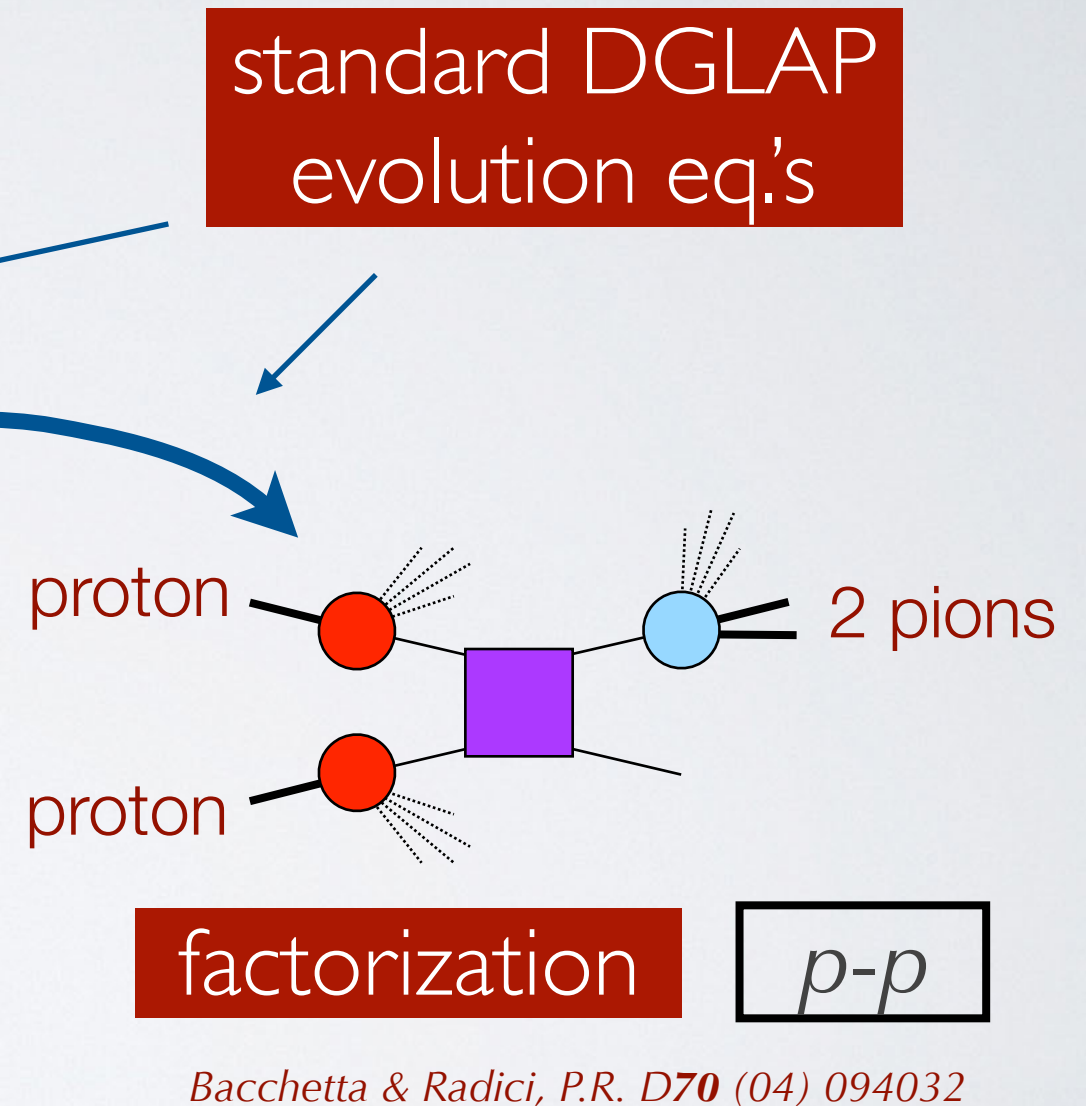 standard DGLAP
evolution eq.'s
proton
2 pions
proton
factorization
p-p
Bacchetta & Radici, P.R. D70 (04) 094032